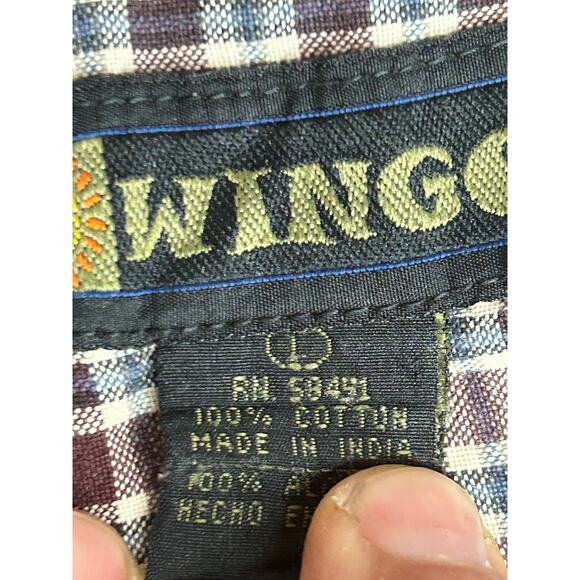 WINGO
L
RN 58491
100% COTTON
MADE IN INDIA
100%
HECHO